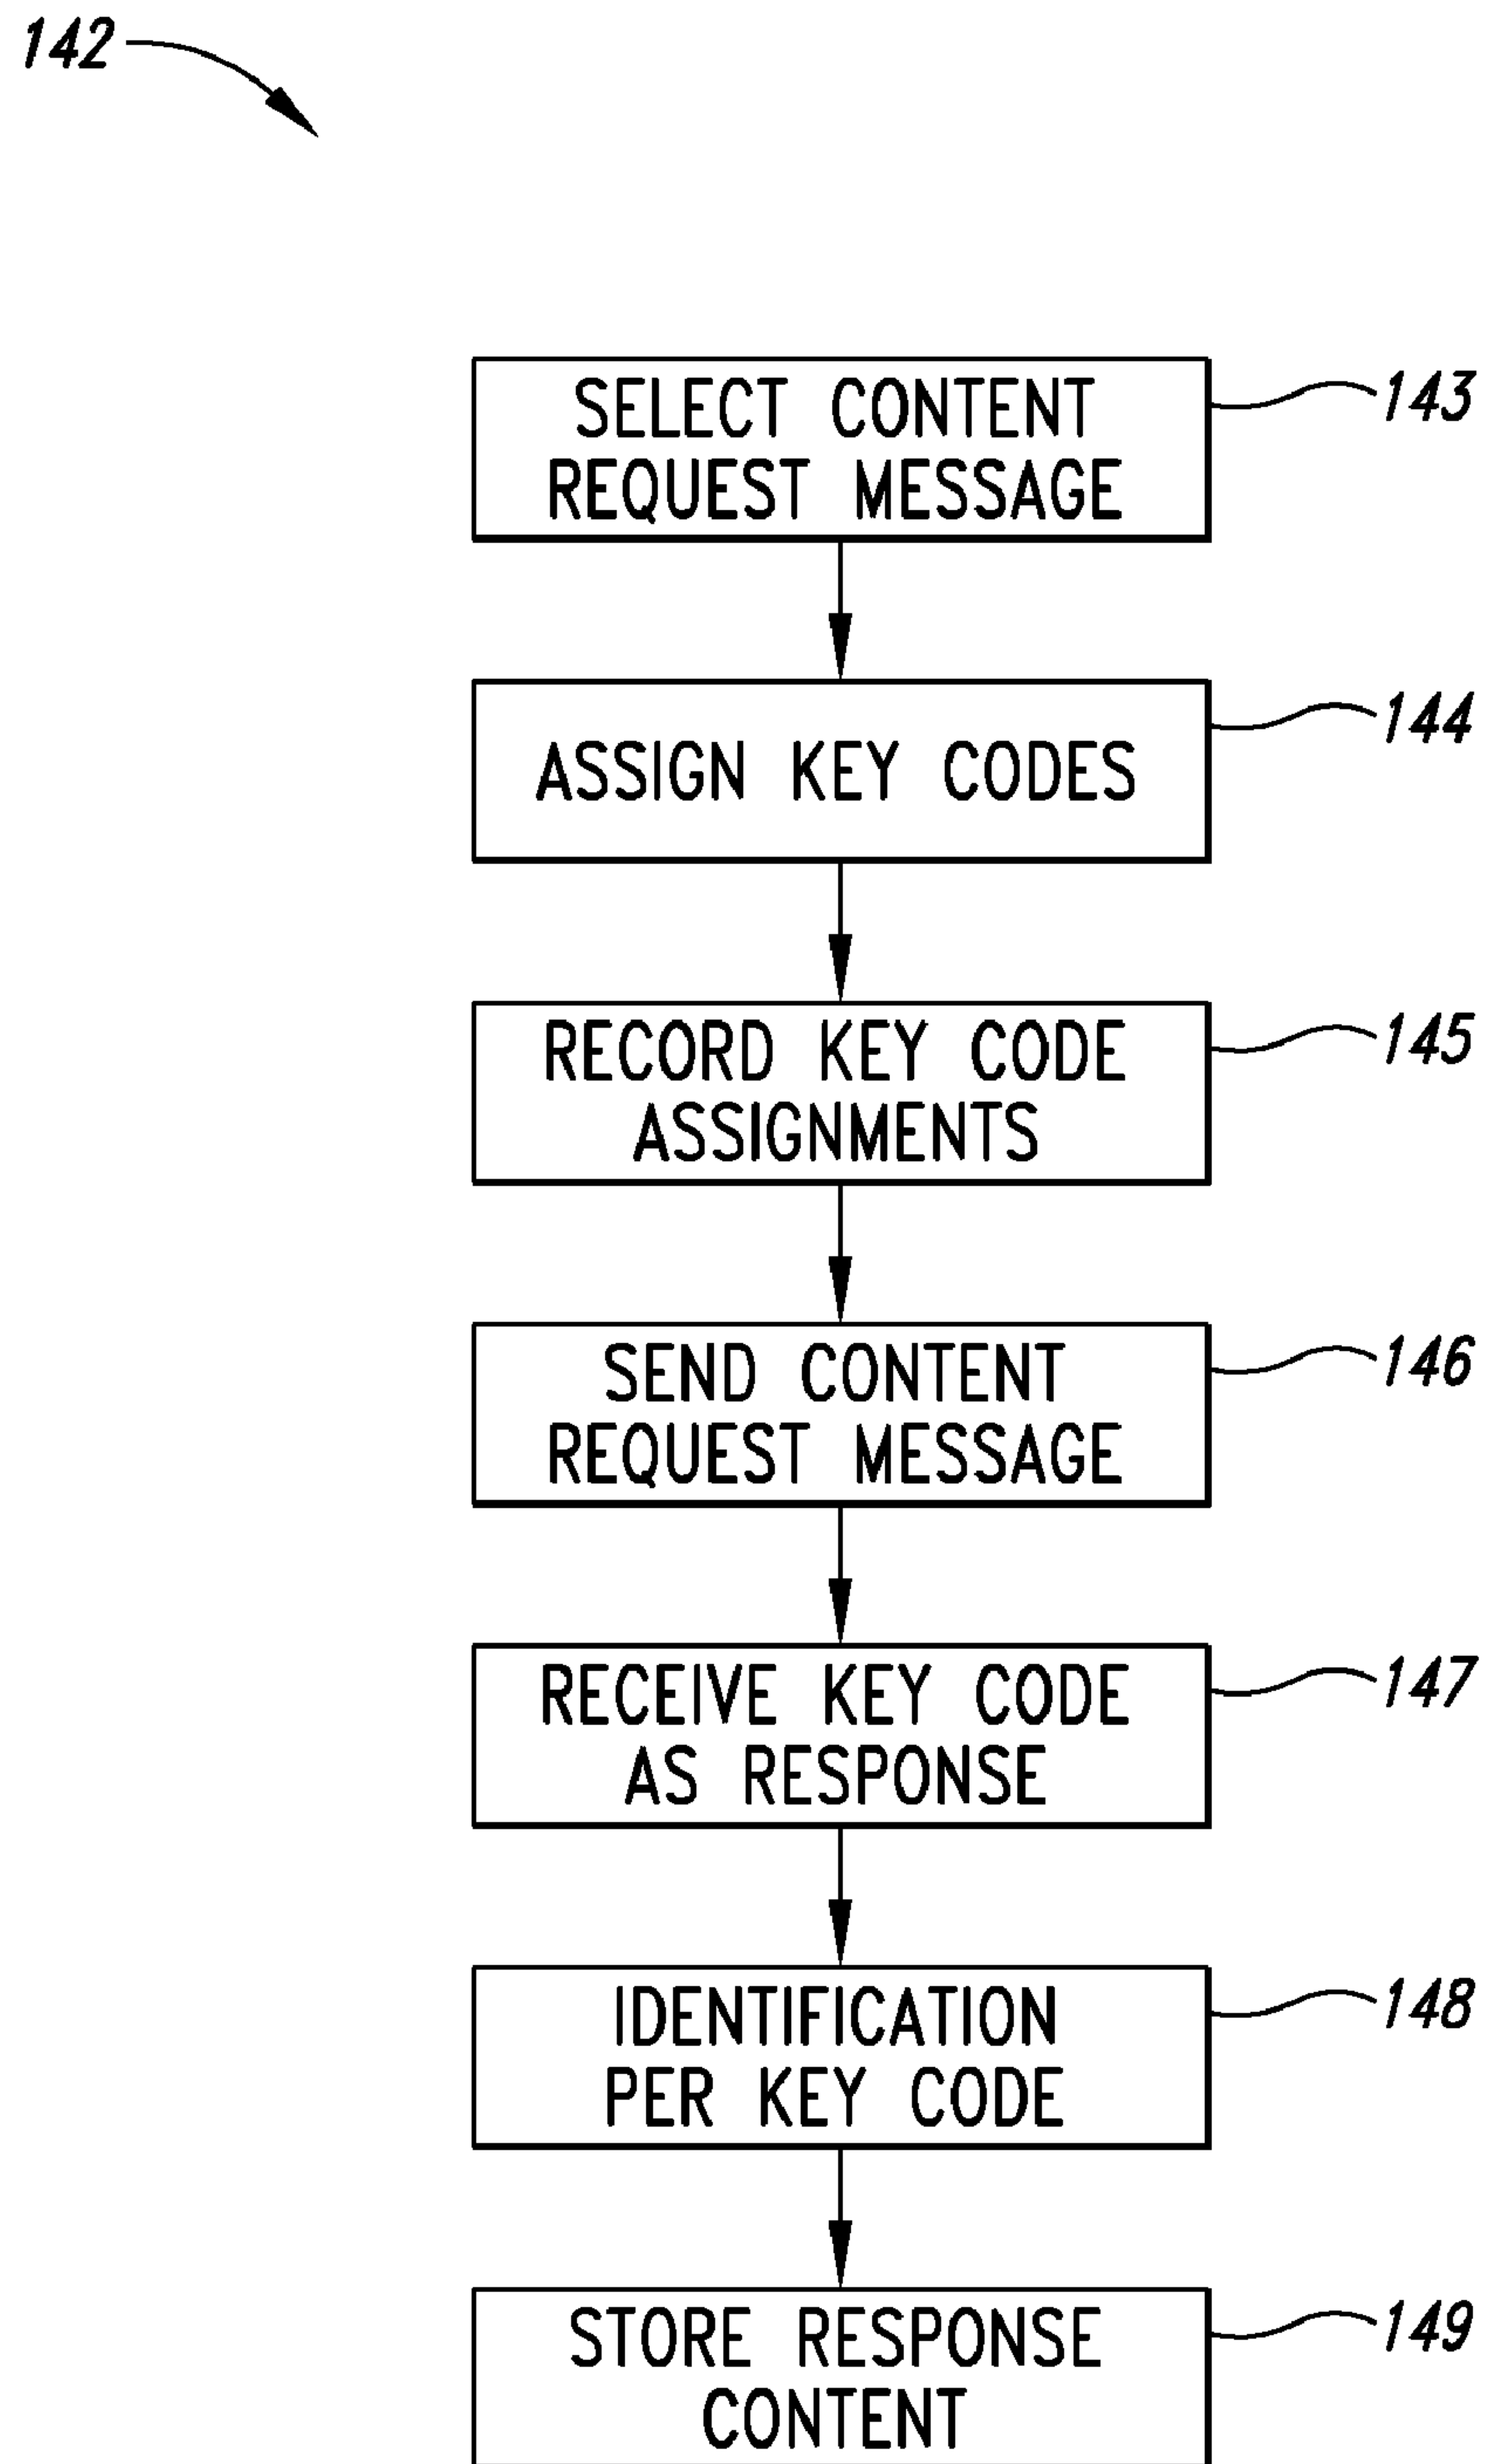 142
SELECT CONTENT
REQUEST MESSAGE
143
ASSIGN KEY CODES
144
RECORD KEY CODE
ASSIGNMENTS
145
SEND CONTENT
REQUEST MESSAGE
146
RECEIVE KEY CODE
AS RESPONSE
147
IDENTIFICATION
PER KEY CODE
148
STORE RESPONSE
CONTENT
149